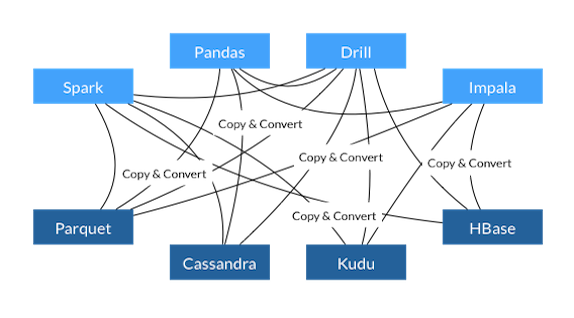 Pandas
Drill
Spark
Impala
Copy & Convert
Copy & Convert
Copy & Convert
Copy & Convert
Copy & Convert
Parquet
HBase
Cassandra
Kudu